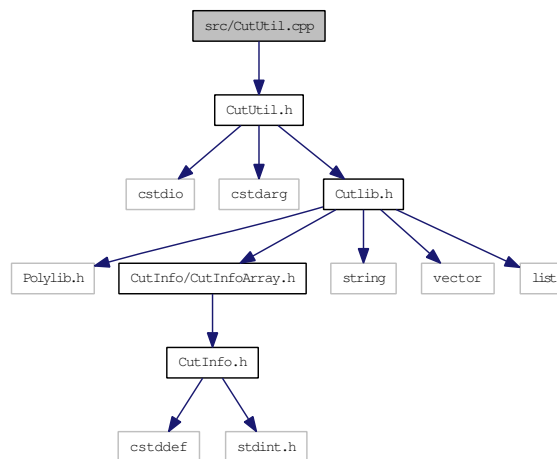 src/CutUtil.cpp
CutUtil.h
cstdio
cstdarg
Cutlib.h
Polylib.h
CutInfo/CutInfoArray.h
string
vector
list
CutInfo.h
cstddef
stdint.h